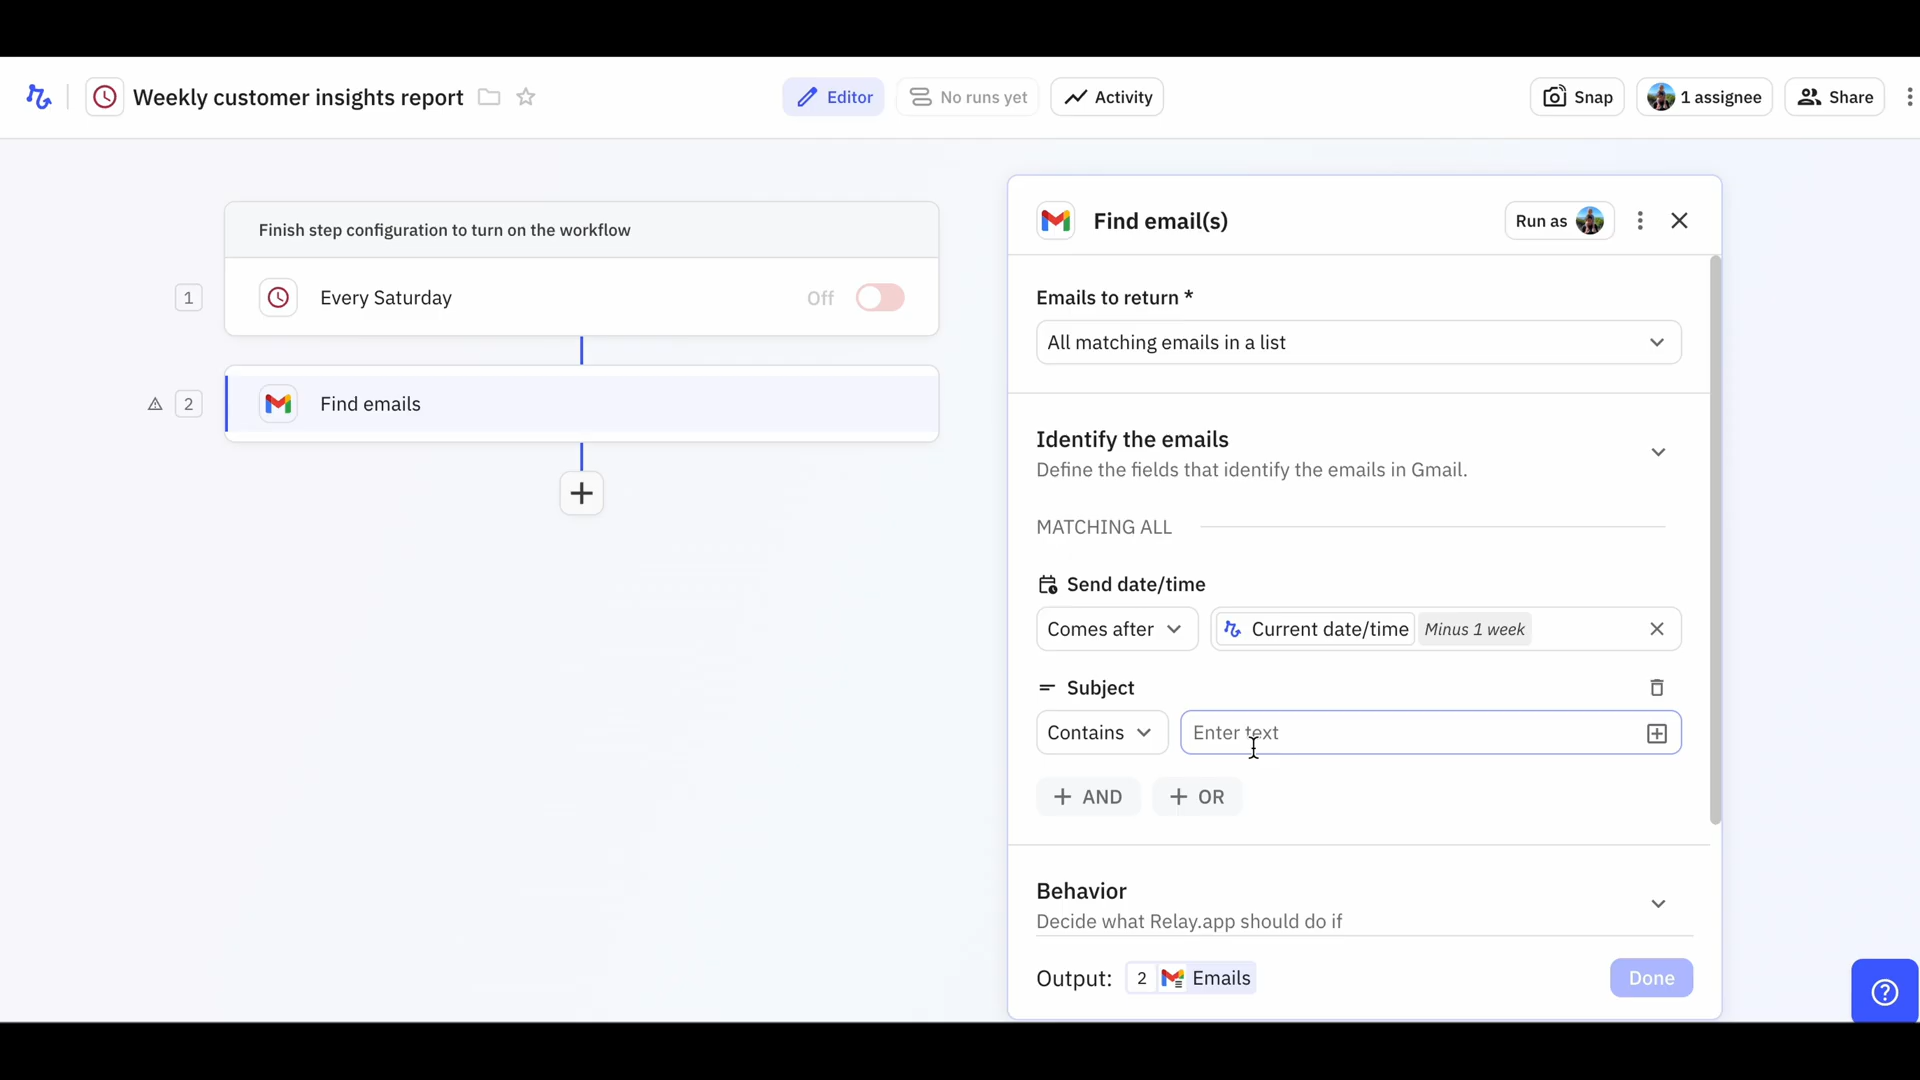 Weekly customer insights report
Editor
No runs yet
Activity
Snap
1 assignee
Share
Finish step configuration to turn on the workflow
1
Every Saturday
Off
2
Find emails
Find email(s)
Run as
Emails to return *
All matching emails in a list
Identify the emails
Define the fields that identify the emails in Gmail.
MATCHING ALL
Send date/time
Comes after
Current date/time Minus 1 week
Subject
Contains
Enter text
AND
OR
Behavior
Decide what Relay.app should do if
Output: 2 Emails
Done